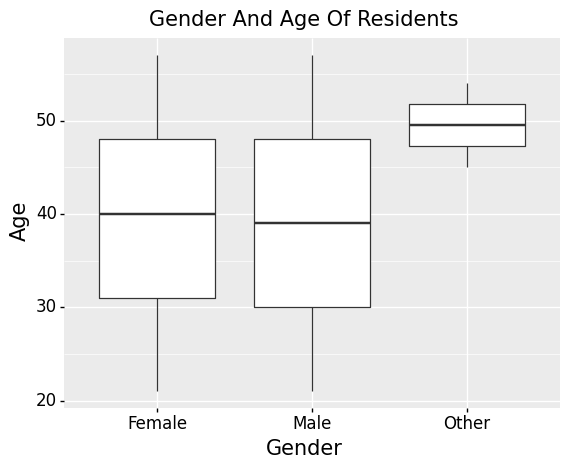 Gender And Age Of Residents
Age
50
40
30
20
Female Male Other
Gender